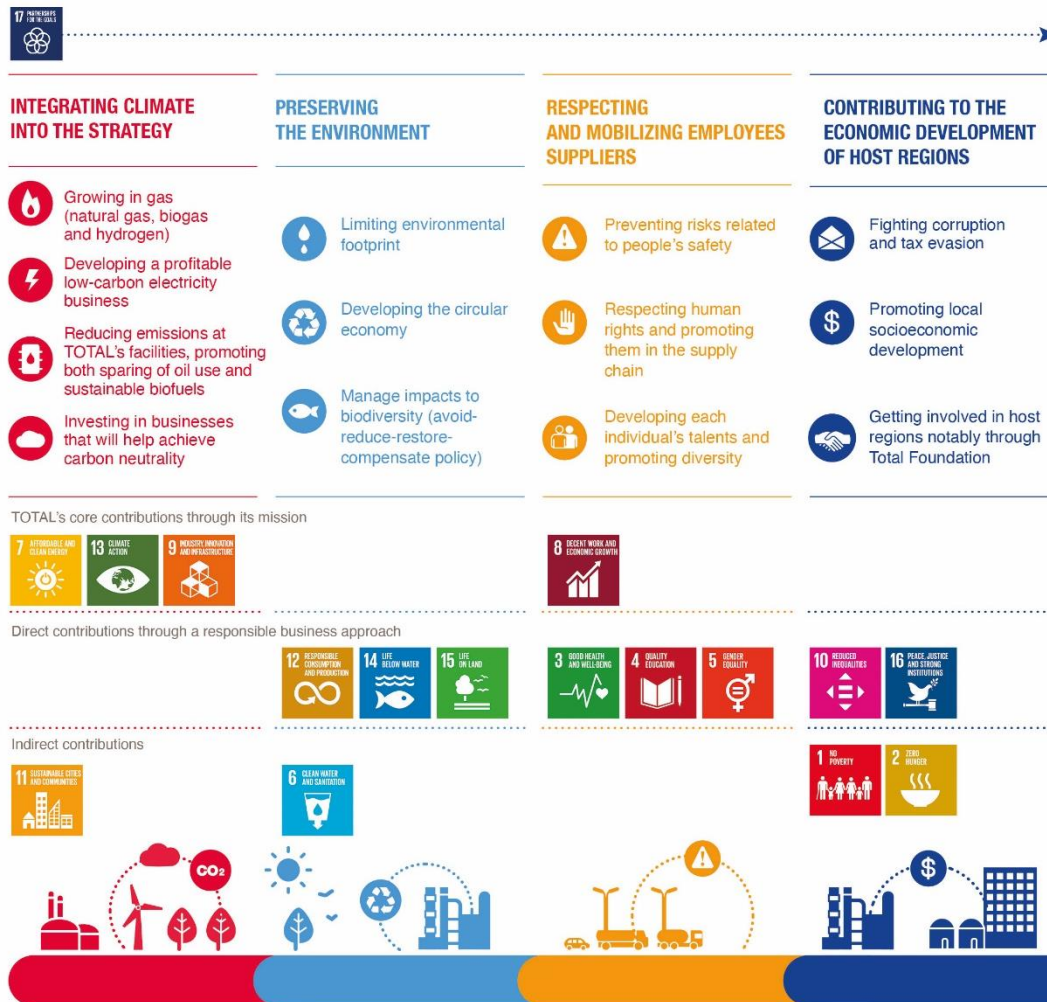 17 PARTNERSHIPS
FOR THE GOALS
INTEGRATING CLIMATE
INTO THE STRATEGY
Growing in gas
(natural gas, biogas
and hydrogen)
Developing a profitable
low-carbon electricity
business
Reducing emissions at
TOTAL's facilities, promoting
both sparing of oil use and
sustainable biofuels
Investing in businesses
that will help achieve
carbon neutrality
PRESERVING
THE ENVIRONMENT
Limiting environmental
footprint
Developing the circular
economy
Manage impacts to
biodiversity (avoid-
reduce-restore-
compensate policy)
RESPECTING
AND MOBILIZING EMPLOYEES
SUPPLIERS
Preventing risks related
to people's safety
Respecting human
rights and promoting
them in the supply
chain
Developing each
individual's talents and
promoting diversity
CONTRIBUTING TO THE
ECONOMIC DEVELOPMENT
OF HOST REGIONS
Fighting corruption
and tax evasion
$
Promoting local
socioeconomic
development
Getting involved in host
regions notably through
Total Foundation
TOTAL's core contributions through its mission
7 AFFORDABLE AND
CLEAN ENERGY
13 CLIMATE
ACTION
9 INDUSTRY, INNOVATION
AND INFRASTRUCTURE
8 DECENT WORK AND
ECONOMIC GROWTH
Direct contributions through a responsible business approach
12 RESPONSIBLE
CONSUMPTION
AND PRODUCTION
14 LIFE
BELOW WATER
15 LIFE
ON LAND
3 GOOD HEALTH
AND WELL-BEING
4 QUALITY
EDUCATION
5 GENDER
EQUALITY
10 REDUCED
INEQUALITIES
16 PEACE, JUSTICE
AND STRONG
INSTITUTIONS
Indirect contributions
11 SUSTAINABLE CITIES
AND COMMUNITIES
6 CLEAN WATER
AND SANITATION
1 NO
POVERTY
2 ZERO
HUNGER
CO2
$